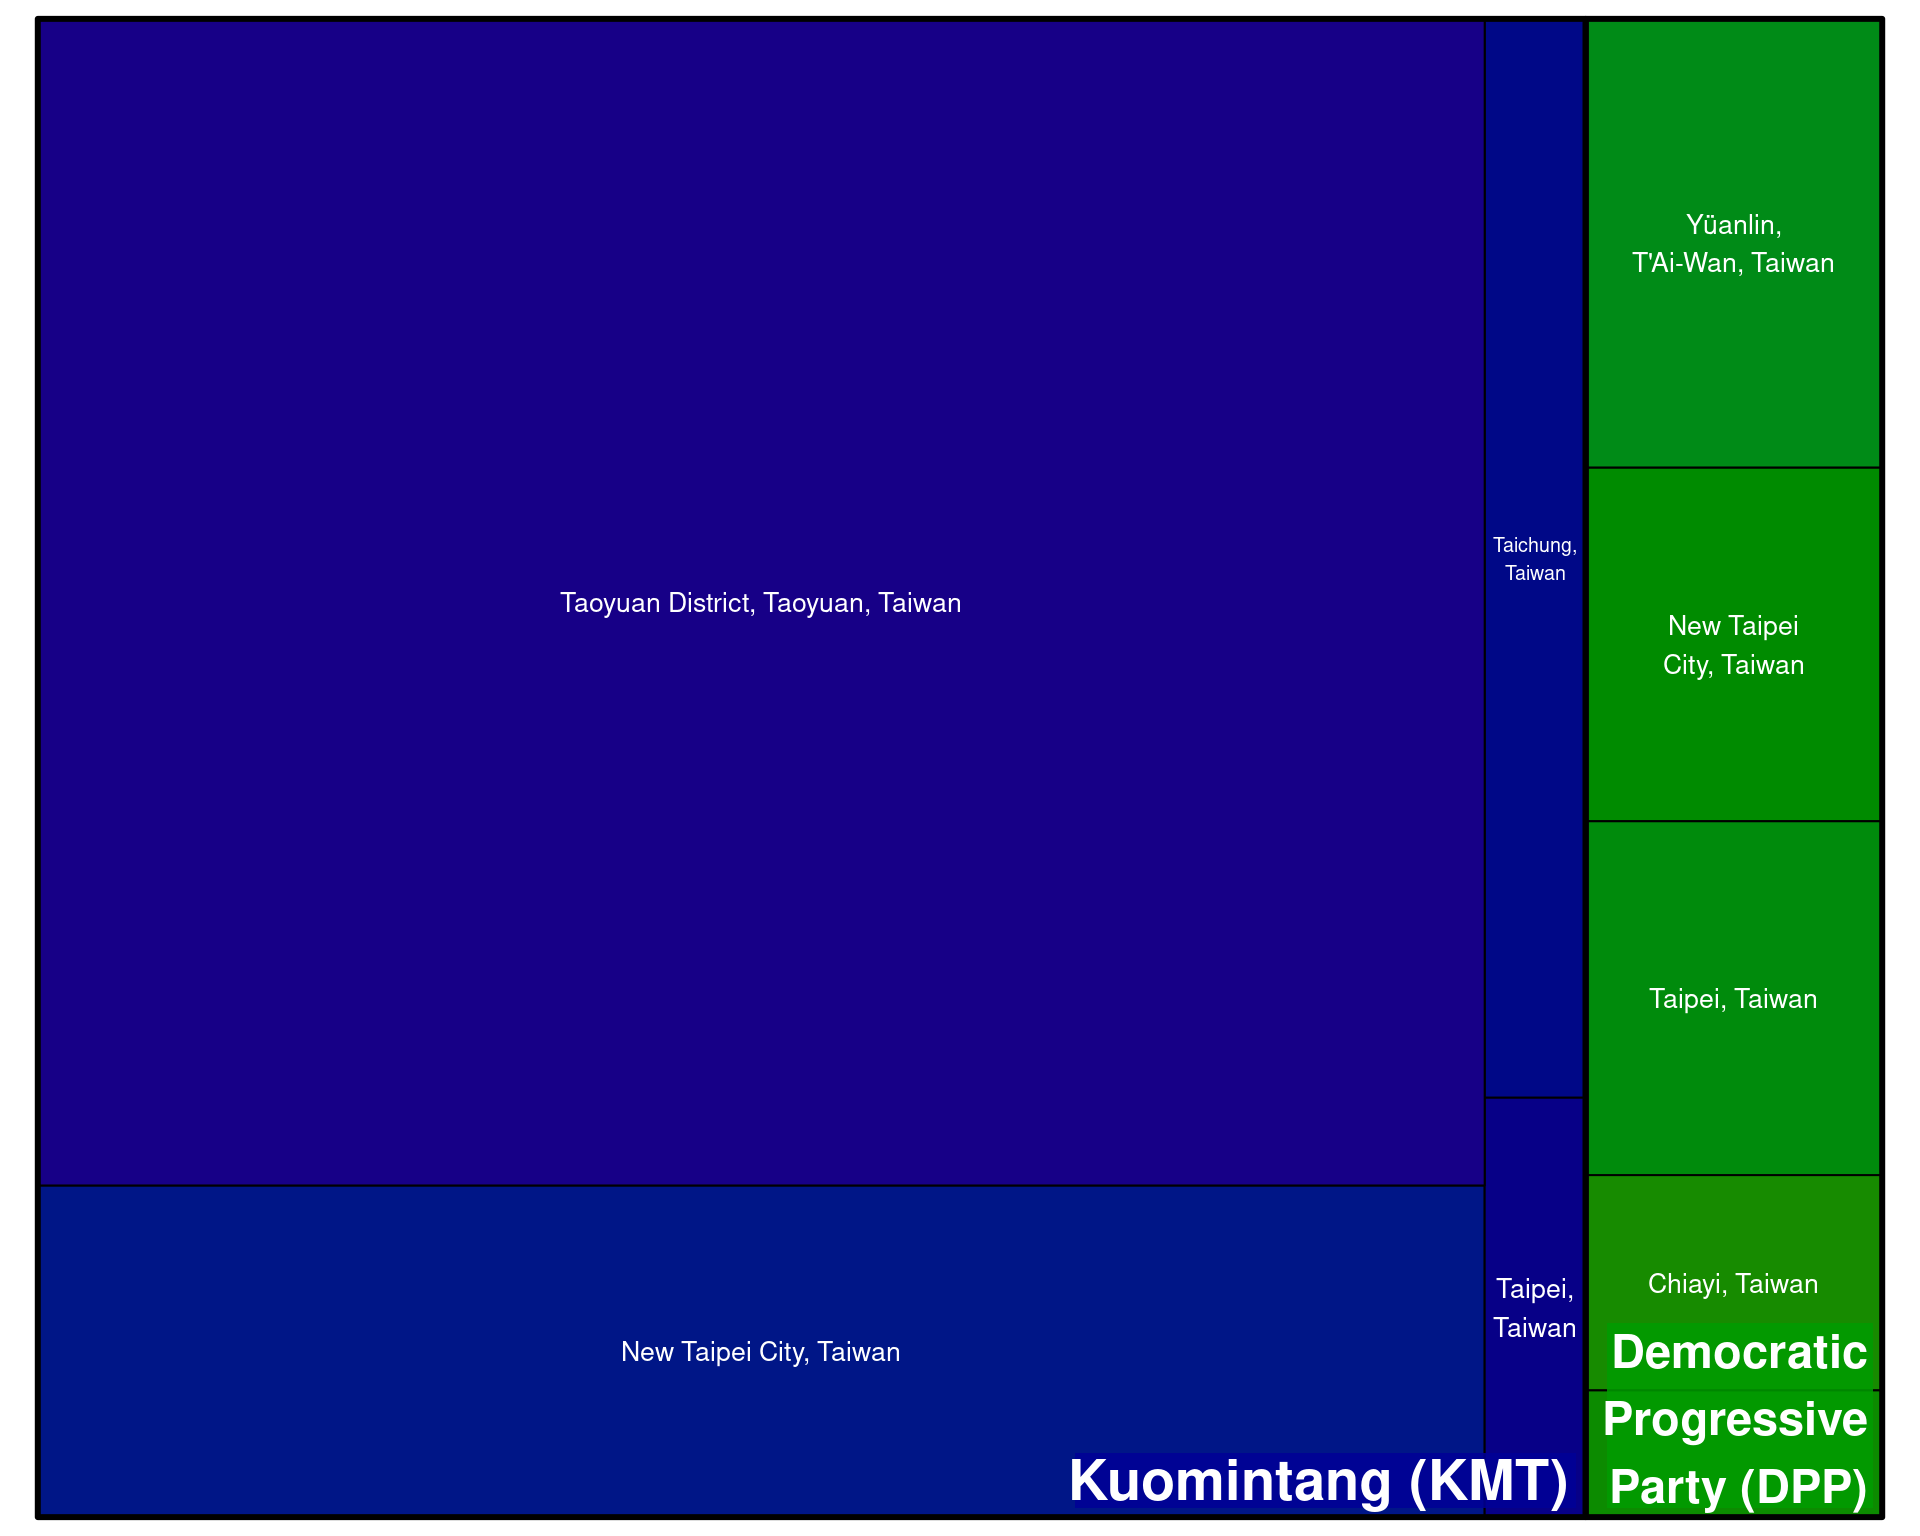 Taoyuan District, Taoyuan, Taiwan
New Taipei City, Taiwan
Kuomintang (KMT)
Taichung,
Taiwan
Taipei,
Taiwan
Yüanlin,
T'Ai-Wan, Taiwan
New Taipei
City, Taiwan
Taipei, Taiwan
Chiayi, Taiwan
Democratic
Progressive
Party (DPP)